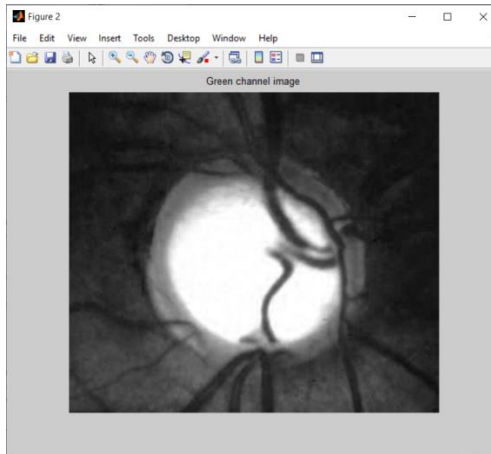 Figure 2
File Edit View Insert Tools Desktop Window Help
Green channel image